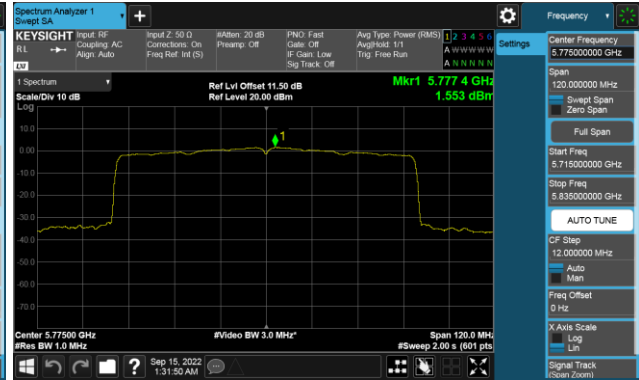 Spectrum Analyzer 1
Swept SA
+
Frequency
KEYSIGHT
RL
LXI
Input: RF
Coupling: AC
Align: Auto
Input Z: 50 Ω
Corrections: On
Freq Ref: Int (S)
#Atten: 20 dB
Preamp: Off
PNO: Fast
Gate: Off
IF Gain: Low
Sig Track: Off
Avg Type: Power (RMS)
Avg|Hold: 1/1
Trig: Free Run
1 2 3 4 5 6
A W W W W W
A N N N N N
Settings
1 Spectrum
Scale/Div 10 dB
Log
Ref Lvl Offset 11.50 dB
Ref Level 20.00 dBm
Mkr1 5.777 4 GHz
1.553 dBm
1
10.0
0.00
-10.0
-20.0
-30.0
-40.0
-50.0
-60.0
-70.0
Center 5.77500 GHz
#Res BW 1.0 MHz
#Video BW 3.0 MHz*
Span 120.0 MHz
#Sweep 2.00 s (601 pts)
Sep 15, 2022
1:31:50 AM
?
Center Frequency
5.775000000 GHz
Span
120.000000 MHz
Swept Span
Zero Span
Full Span
Start Freq
5.715000000 GHz
Stop Freq
5.835000000 GHz
AUTO TUNE
CF Step
12.000000 MHz
Auto
Man
Freq Offset
0 Hz
X Axis Scale
Log
Lin
Signal Track
(Span Zoom)